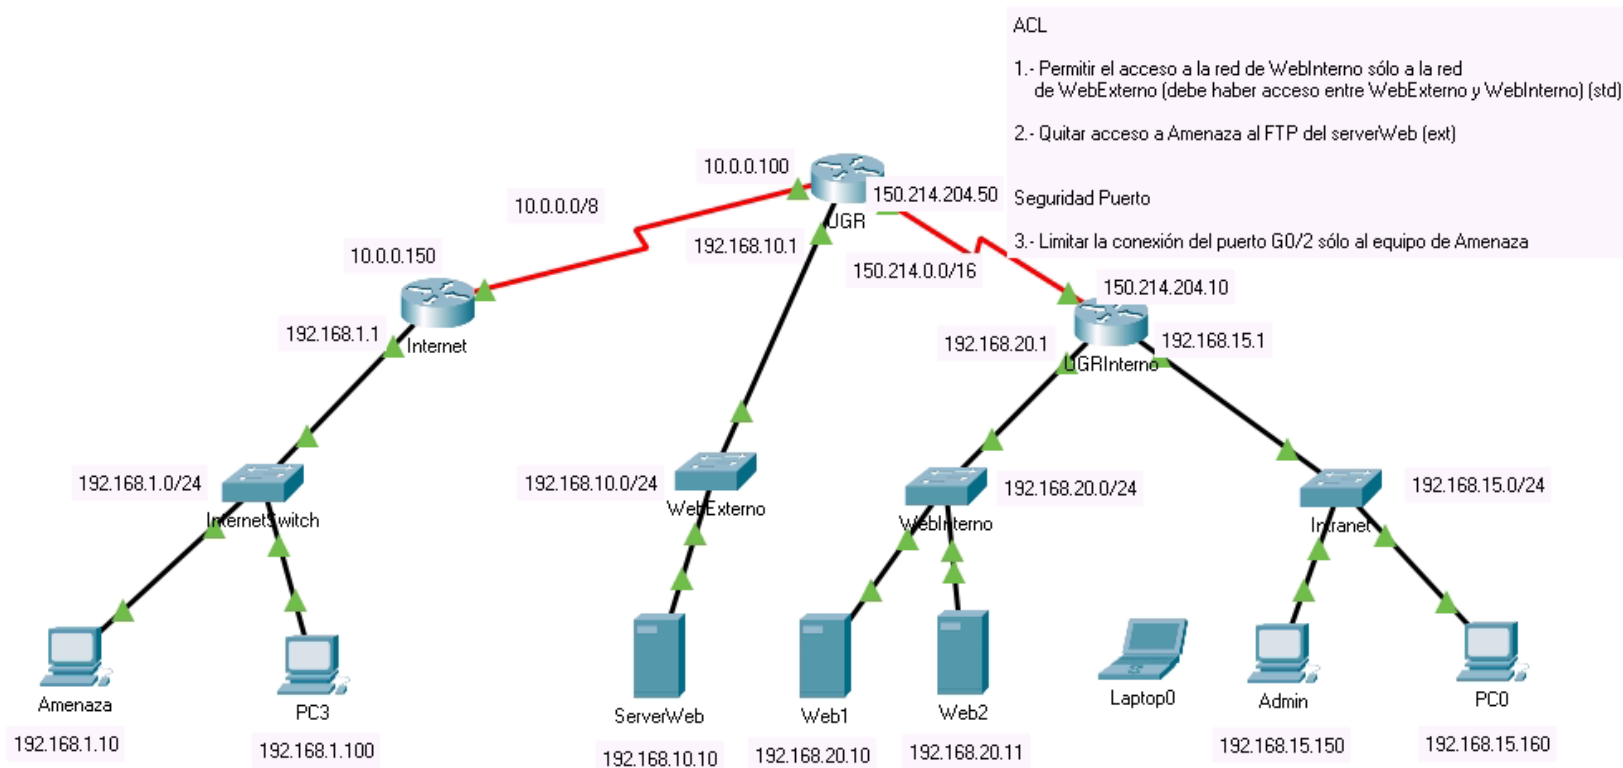 ACL
1.- Permitir el acceso a la red de WebInterno sólo a la red
de WebExterno (debe haber acceso entre WebExterno y WebInterno) (std)
2.- Quitar acceso a Amenaza al FTP del serverWeb (ext)
Seguridad Puerto
3.- Limitar la conexión del puerto G0/2 sólo al equipo de Amenaza
10.0.0.100
150.214.204.50
10.0.0.0/8
UGR
192.168.10.1
10.0.0.150
150.214.0.0/16
150.214.204.10
192.168.1.1
Internet
192.168.20.1
192.168.15.1
UGRInterno
192.168.1.0/24
InternetSwitch
192.168.10.0/24
WebExterno
WebInterno
192.168.20.0/24
Intranet
192.168.15.0/24
Amenaza
192.168.1.10
PC3
192.168.1.100
ServerWeb
192.168.10.10
Web1
192.168.20.10
Web2
192.168.20.11
Laptop0
Admin
192.168.15.150
PC0
192.168.15.160